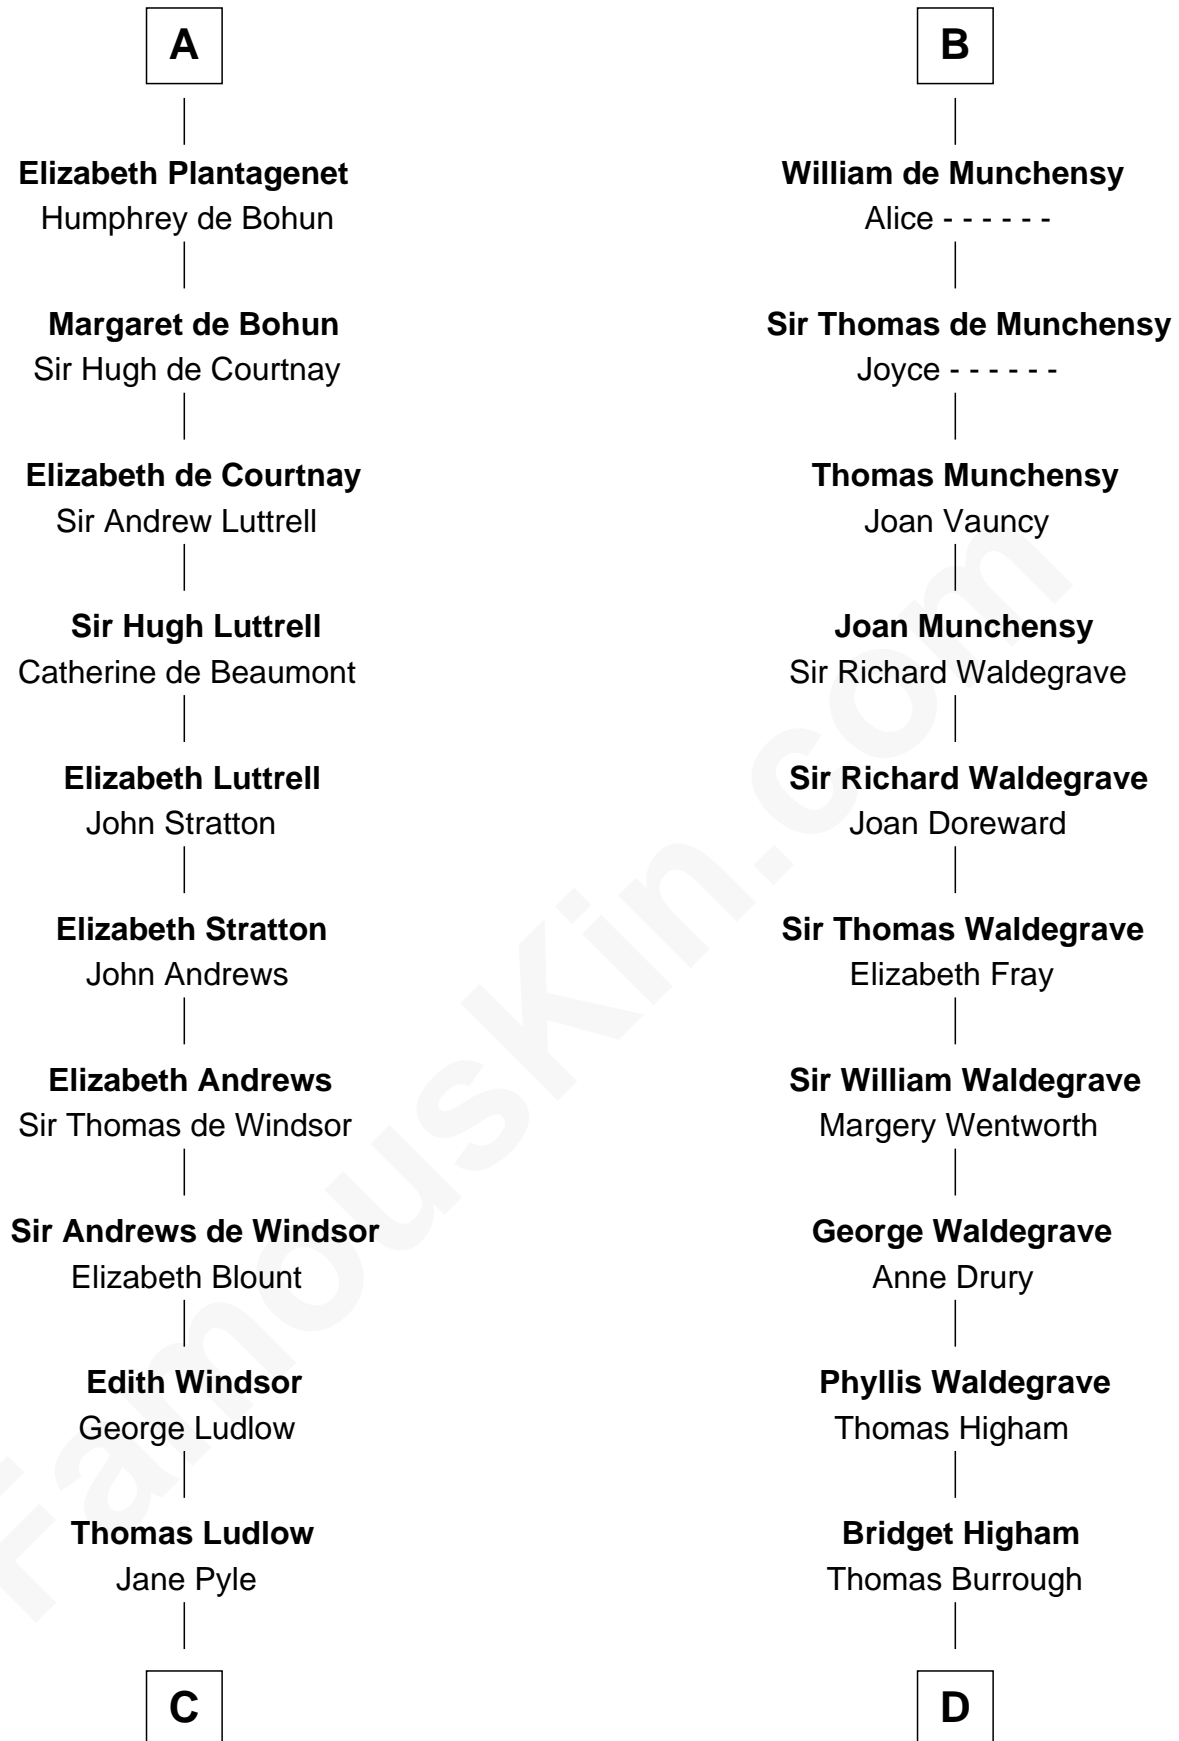 A
Elizabeth Plantagenet
Humphrey de Bohun
Margaret de Bohun
Sir Hugh de Courtnay
Elizabeth de Courtnay
Sir Andrew Luttrell
Sir Hugh Luttrell
Catherine de Beaumont
Elizabeth Luttrell
John Stratton
Elizabeth Stratton
John Andrews
Elizabeth Andrews
Sir Thomas de Windsor
Sir Andrews de Windsor
Elizabeth Blount
Edith Windsor
George Ludlow
Thomas Ludlow
Jane Pyle
C
B
William de Munchensy
Alice - - - - - -
Sir Thomas de Munchensy
Joyce - - - - - -
Thomas Munchensy
Joan Vauncy
Joan Munchensy
Sir Richard Waldegrave
Sir Richard Waldegrave
Joan Doreward
Sir Thomas Waldegrave
Elizabeth Fray
Sir William Waldegrave
Margery Wentworth
George Waldegrave
Anne Drury
Phyllis Waldegrave
Thomas Higham
Bridget Higham
Thomas Burrough
D
FamousKin.com